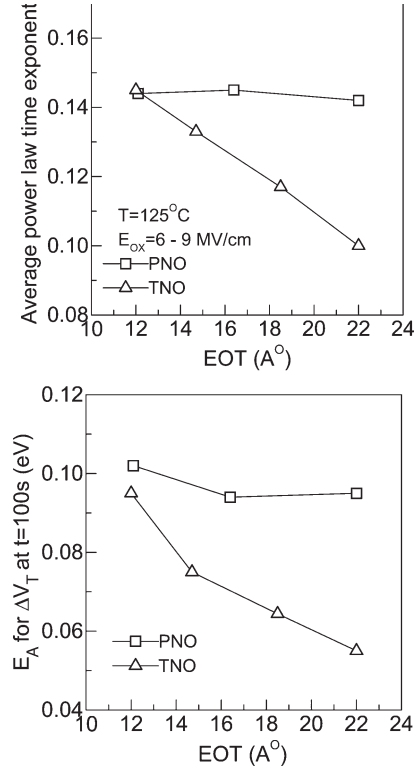 Average power law time exponent
0.16
0.14
0.12
0.10
0.08
T=125°C
E_OX=6 - 9 MV/cm
PNO
TNO
10 12 14 16 18 20 22 24
EOT (A^O)
E_A for ΔV_T at t=100s (eV)
0.12
0.10
0.08
0.06
0.04
PNO
TNO
10 12 14 16 18 20 22 24
EOT (A^O)